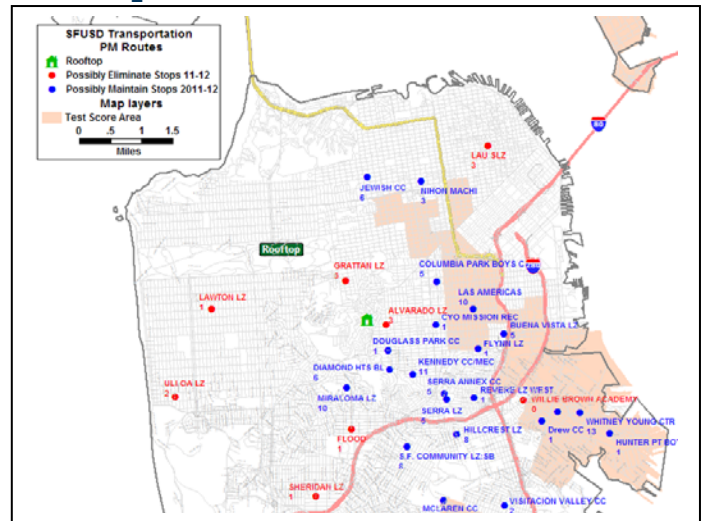 SFUSD Transportation
PM Routes
Rooftop
Possibly Eliminate Stops 11-12
Possibly Maintain Stops 2011-12
Map layers
Test Score Area
0 .5 1 1.5
Miles
80
LAU SLZ
3
JEWISH CC
6
NIHON MACHI
3
Rooftop
GRATTAN LZ
3
COLUMBIA PARK BOYS
5
LAWTON LZ
1
LAS AMERICAS
10
ALVARADO LZ
3
CYO MISSION REC
1
BUENA VISTA LZ
5
DOUGLASS PARK CC
1
FLYNN LZ
1
DIAMOND HTS BL
6
KENNEDY CC/MEC
11
ULLOA LZ
2
MIRALOMA LZ
10
SERRA ANNEX CC
5
REVERE LZ WEST
1
WILLIE BROWN ACADEMY
0
SERRA LZ
WHITNEY YOUNG CTR
13
Drew CC
1
FLOOD
1
HILLCREST LZ
8
HUNTER PT
1
S.F. COMMUNITY LZ:SB
SHERIDAN LZ
1
MCLAREN CC
VISITACION VALLEY CC
2